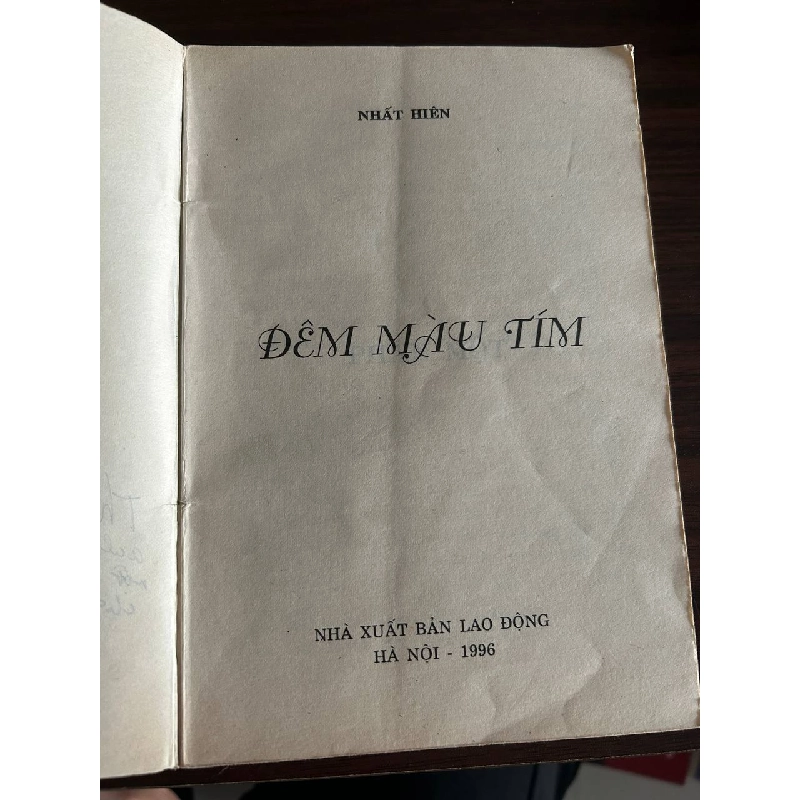 NHẤT HIÊN
ĐÊM MÀU TÍM
NHÀ XUẤT BẢN LAO ĐỘNG
HÀ NỘI - 1996